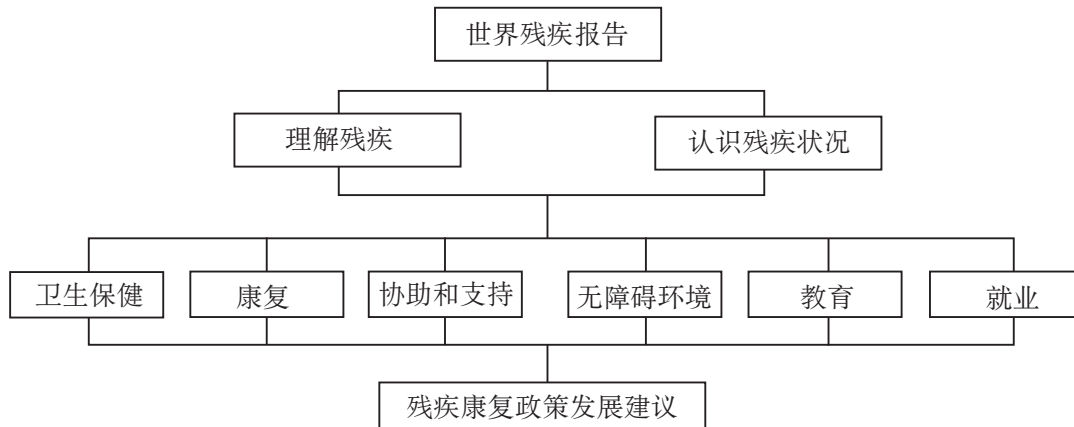 世界残疾报告
理解残疾
认识残疾状况
卫生保健
康复
协助和支持
无障碍环境
教育
就业
残疾康复政策发展建议